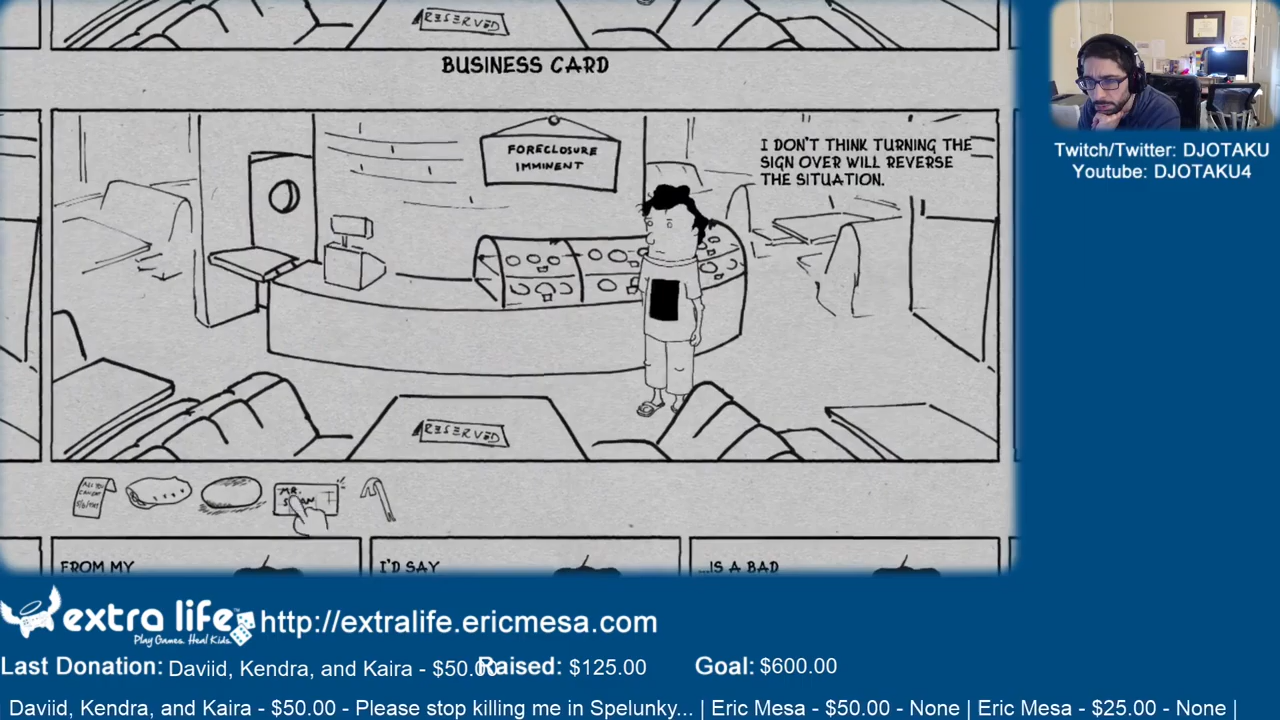 RESERVED
BUSINESS CARD
FORECLOSURE
IMMINENT
I DON'T THINK TURNING THE
SIGN OVER WILL REVERSE
THE SITUATION.
RESERVED
ALL YOU
MR.
FROM MY
I'D SAY
...IS A BAD
Twitch/Twitter: DJOTAKU
Youtube: DJOTAKU4
extra life
Play Games. Heal Kids.
http://extralife.ericmesa.com
Last Donation: Daviid, Kendra, and Kaira - $50.00
Raised: $125.00
Goal: $600.00
| Daviid, Kendra, and Kaira - $50.00 - Please stop killing me in Spelunky... | Eric Mesa - $50.00 - None | Eric Mesa - $25.00 - None |